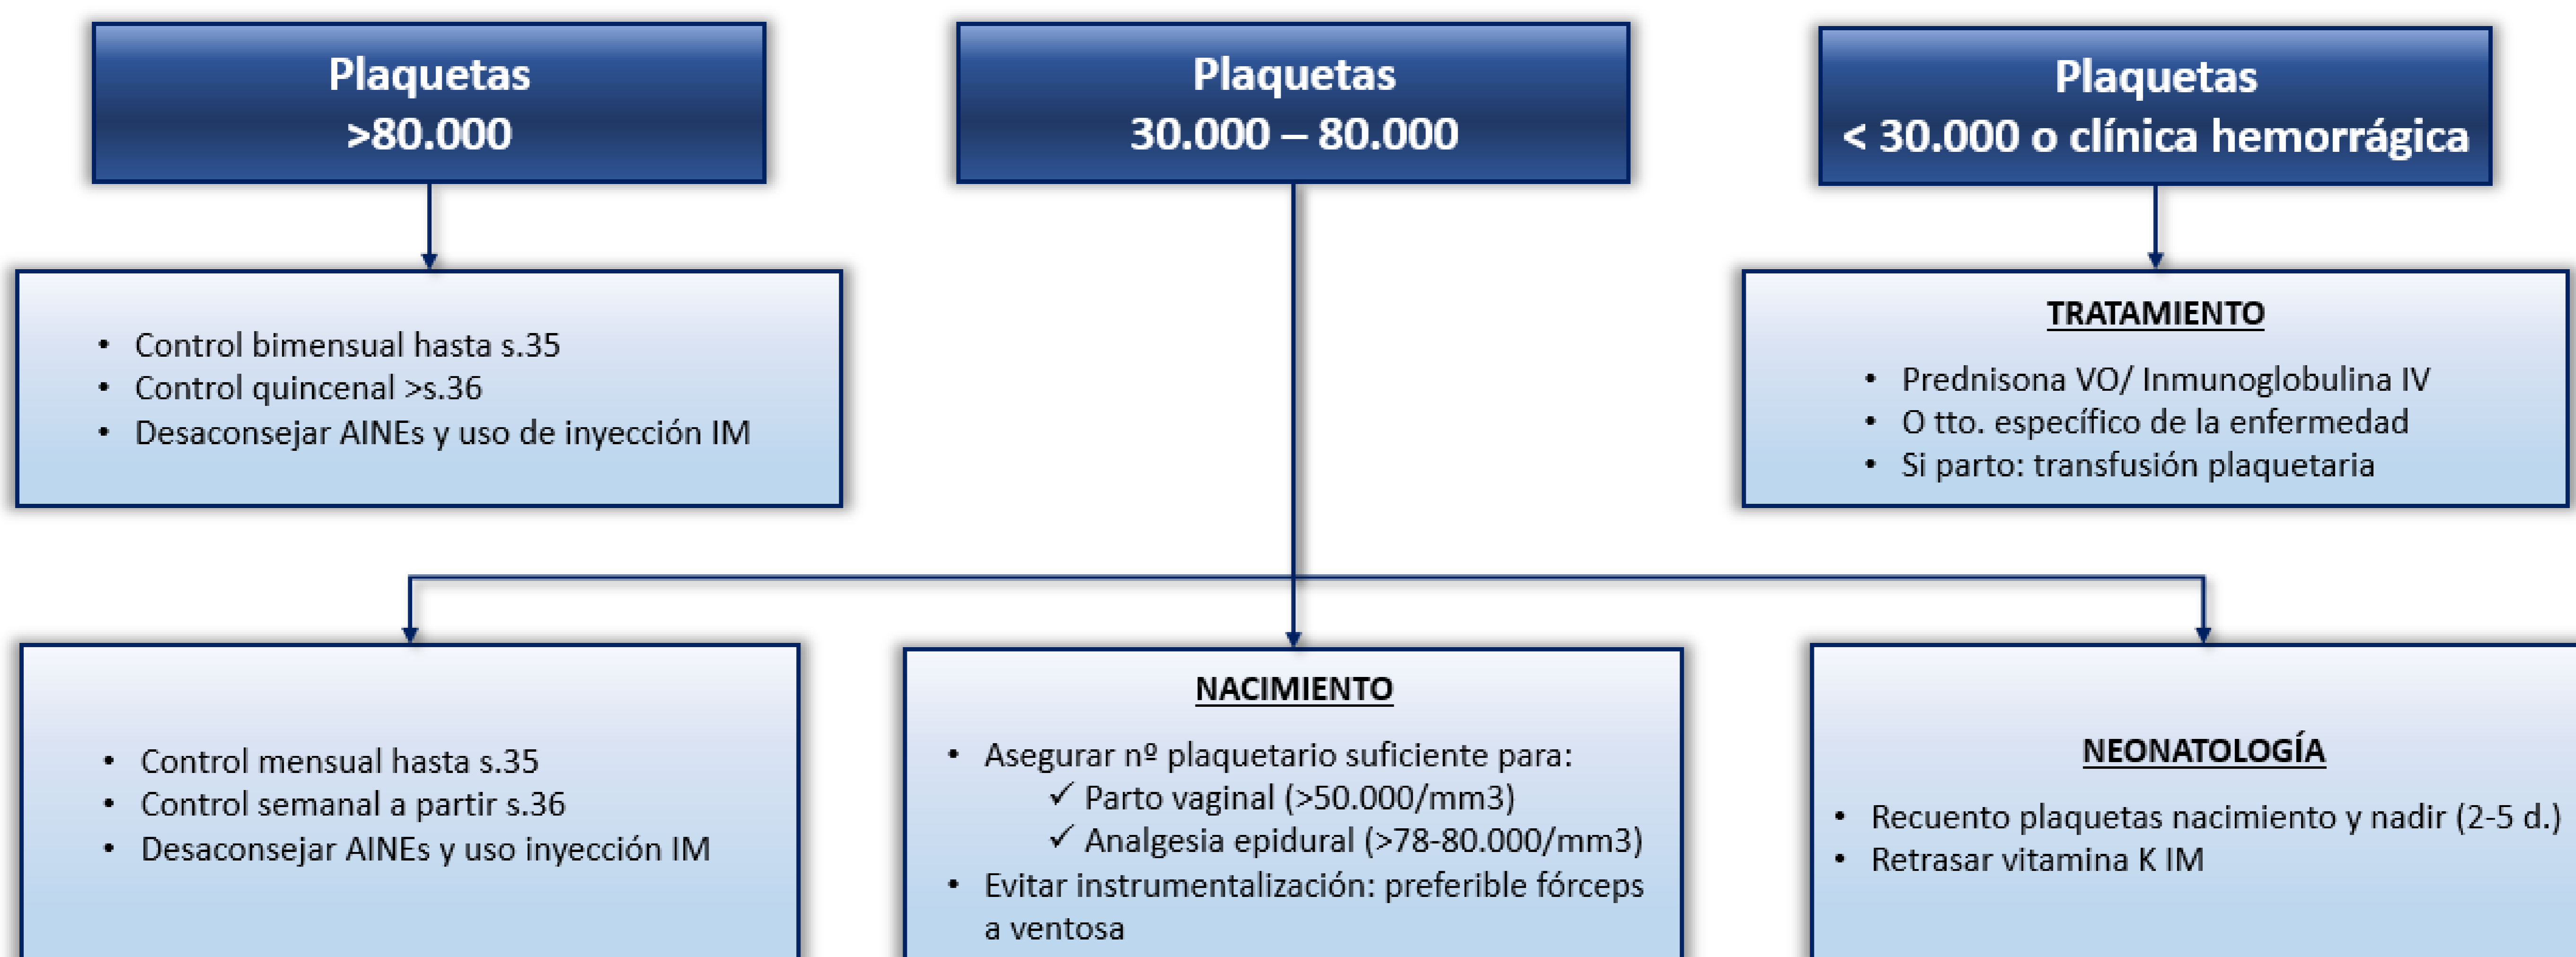 Plaquetas
>80.000
Plaquetas
30.000 – 80.000
Plaquetas
< 30.000 o clínica hemorrágica
• Control bimensual hasta s.35
• Control quincenal >s.36
• Desaconsejar AINEs y uso de inyección IM
TRATAMIENTO
• Prednisona VO/ Inmunoglobulina IV
• O tto. específico de la enfermedad
• Si parto: transfusión plaquetaria
• Control mensual hasta s.35
• Control semanal a partir s.36
• Desaconsejar AINEs y uso inyección IM
NACIMIENTO
• Asegurar nº plaquetario suficiente para:
✓ Parto vaginal (>50.000/mm3)
✓ Analgesia epidural (>78-80.000/mm3)
• Evitar instrumentalización: preferible fórceps
a ventosa
NEONATOLOGÍA
• Recuento plaquetas nacimiento y nadir (2-5 d.)
• Retrasar vitamina K IM